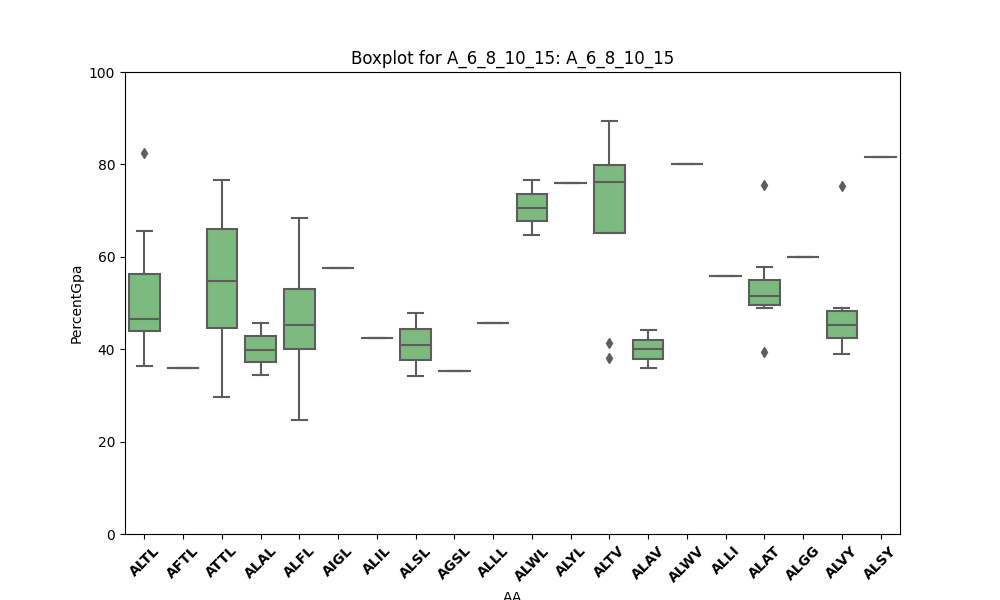 Boxplot for A_6_8_10_15: A_6_8_10_15
100
80
60
40
20
0
PercentGpa
ALTL AFTL ATTL ALAL ALFL AIGL ALIL ALSL AGSL ALLL ALWL ALYL ALTV ALAV ALWV ALLI ALAT ALGG ALVY ALSY
AA